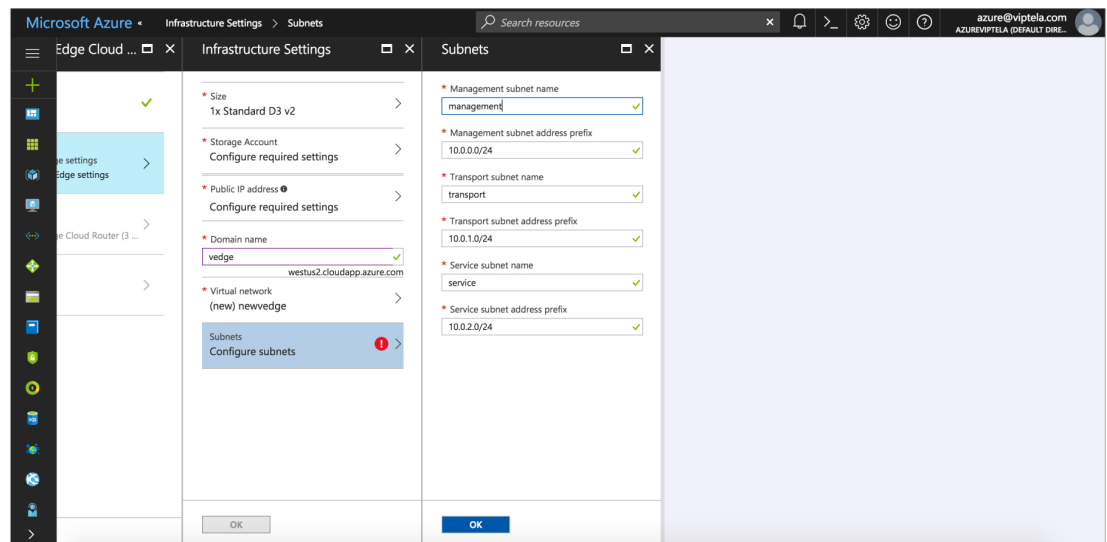 Microsoft Azure «
Infrastructure Settings > Subnets
Search resources
azure@viptela.com
AZUREVIPTELA (DEFAULT DIRE...
Edge Cloud ...
ge settings
Edge settings
ge Cloud Router (3 ...
Infrastructure Settings
* Size
1x Standard D3 v2
* Storage Account
Configure required settings
* Public IP address
Configure required settings
* Domain name
vedge
westus2.cloudapp.azure.com
* Virtual network
(new) newvedge
Subnets
Configure subnets
OK
Subnets
* Management subnet name
management
* Management subnet address prefix
10.0.0.0/24
* Transport subnet name
transport
* Transport subnet address prefix
10.0.1.0/24
* Service subnet name
service
* Service subnet address prefix
10.0.2.0/24
OK